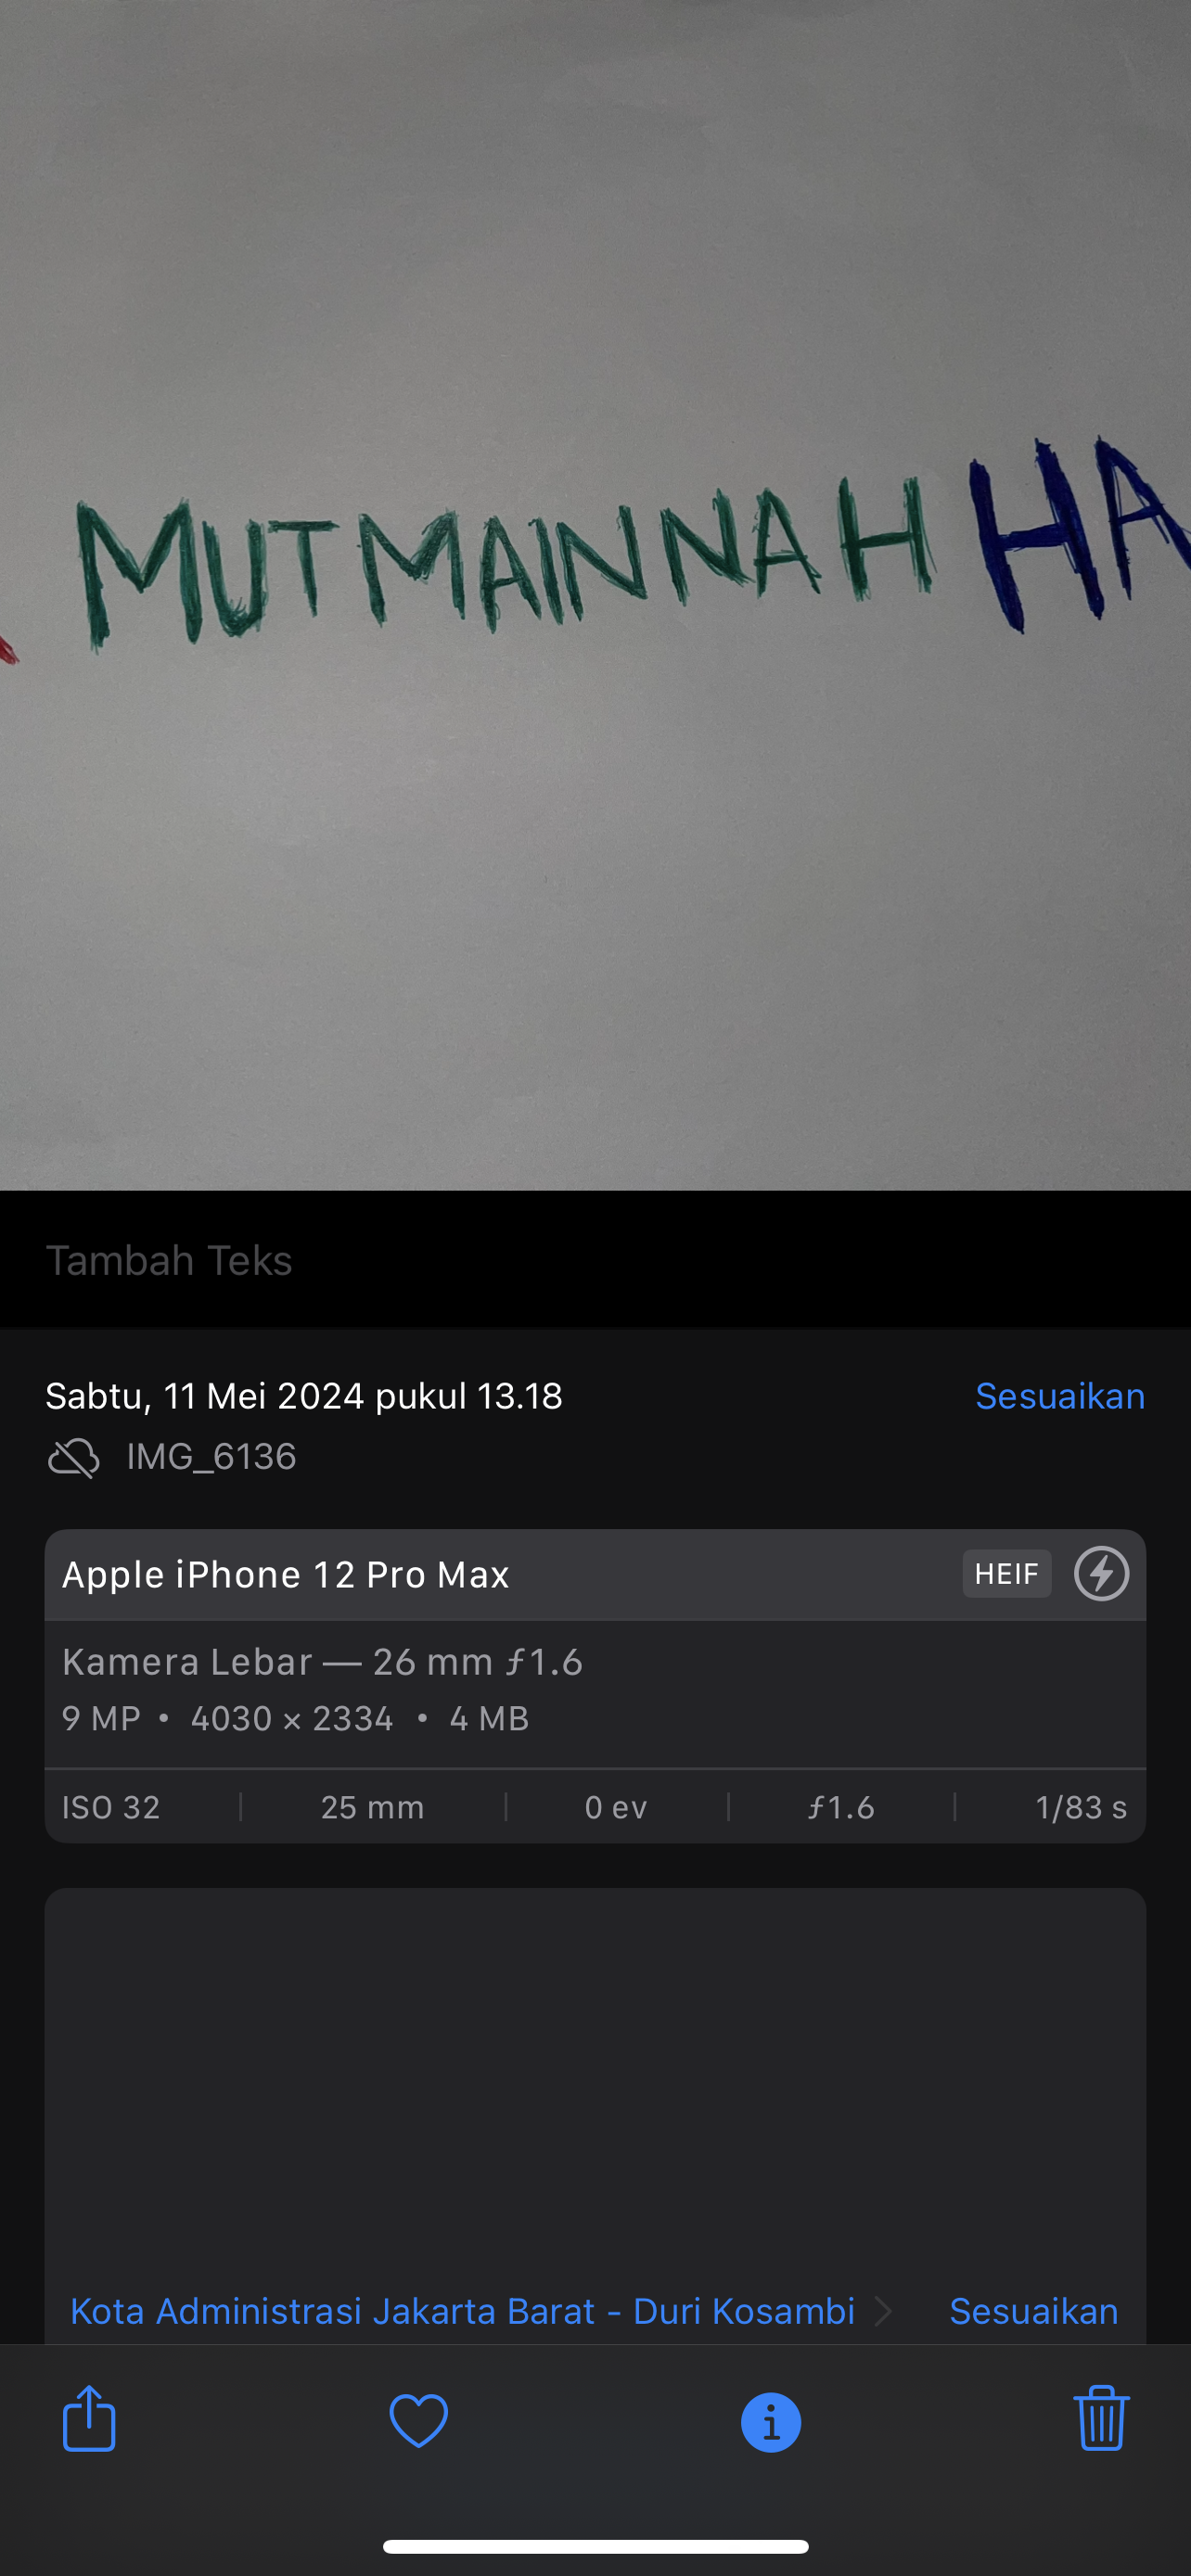 MUTMAINNAH HA
Tambah Teks
Sabtu, 11 Mei 2024 pukul 13.18 Sesuaikan
IMG_6136
Apple iPhone 12 Pro Max HEIF
Kamera Lebar — 26 mm ƒ1.6
9 MP • 4030 × 2334 • 4 MB
ISO 32 | 25 mm | 0 ev | ƒ1.6 | 1/83 s
Kota Administrasi Jakarta Barat - Duri Kosambi Sesuaikan